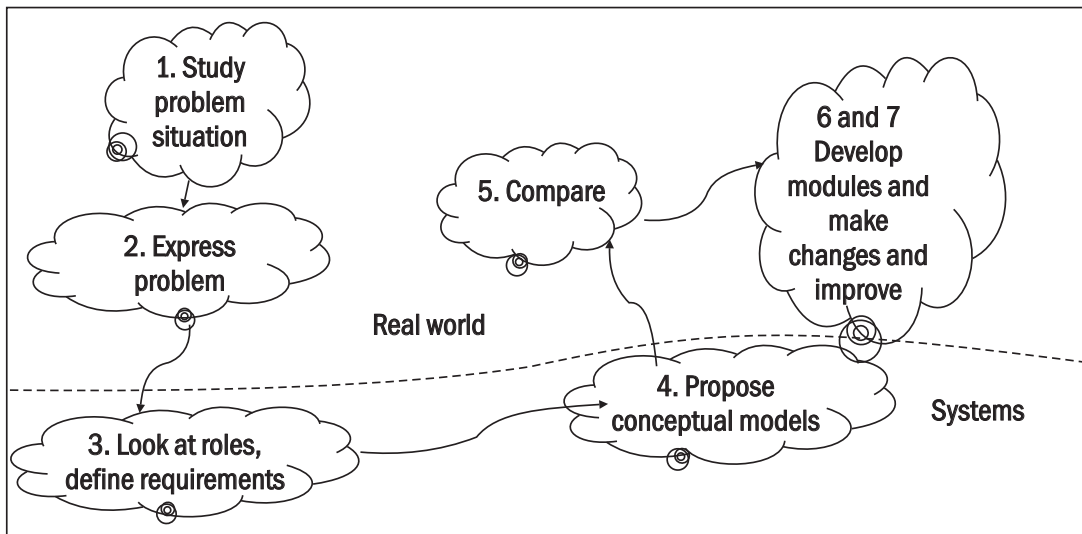 1. Study
problem
situation
2. Express
problem
3. Look at roles,
define requirements
4. Propose
conceptual models
5. Compare
6 and 7
Develop
modules and
make
changes and
improve
Real world
Systems